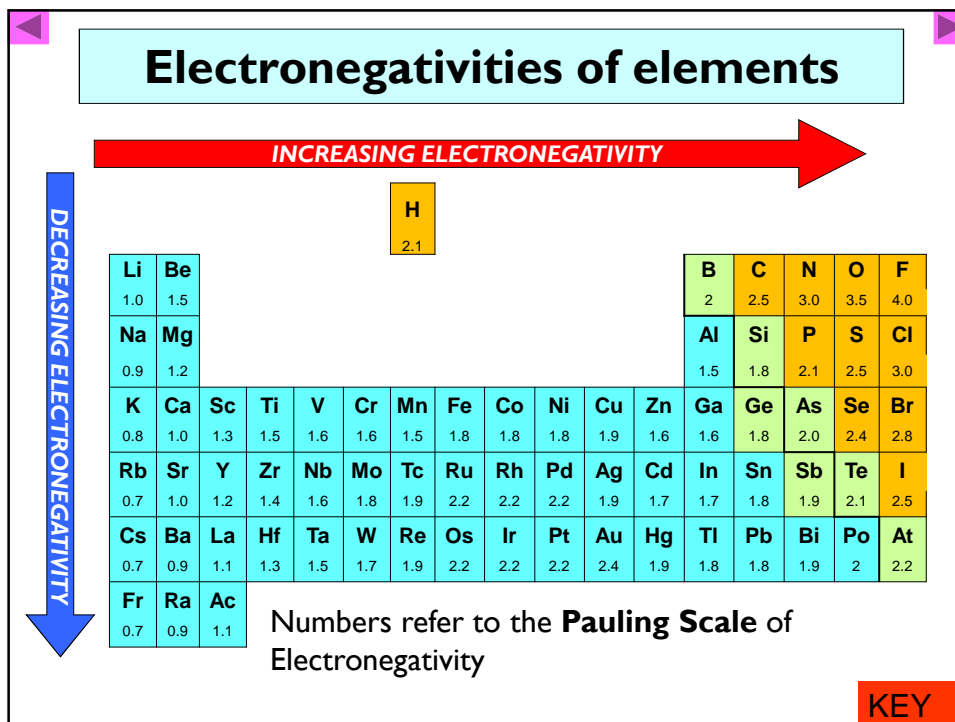 Electronegativities of elements
INCREASING ELECTRONEGATIVITY
DECREASING ELECTRONEGATIVITY
H
2.1
Li Be B C N O F
1.0 1.5 2 2.5 3.0 3.5 4.0
Na Mg Al Si P S Cl
0.9 1.2 1.5 1.8 2.1 2.5 3.0
K Ca Sc Ti V Cr Mn Fe Co Ni Cu Zn Ga Ge As Se Br
0.8 1.0 1.3 1.5 1.6 1.6 1.5 1.8 1.8 1.8 1.9 1.6 1.6 1.8 2.0 2.4 2.8
Rb Sr Y Zr Nb Mo Tc Ru Rh Pd Ag Cd In Sn Sb Te I
0.7 1.0 1.2 1.4 1.6 1.8 1.9 2.2 2.2 2.2 1.9 1.7 1.7 1.8 1.9 2.1 2.5
Cs Ba La Hf Ta W Re Os Ir Pt Au Hg Tl Pb Bi Po At
0.7 0.9 1.1 1.3 1.5 1.7 1.9 2.2 2.2 2.2 2.4 1.9 1.8 1.8 1.9 2 2.2
Fr Ra Ac
0.7 0.9 1.1
Numbers refer to the Pauling Scale of
Electronegativity
KEY